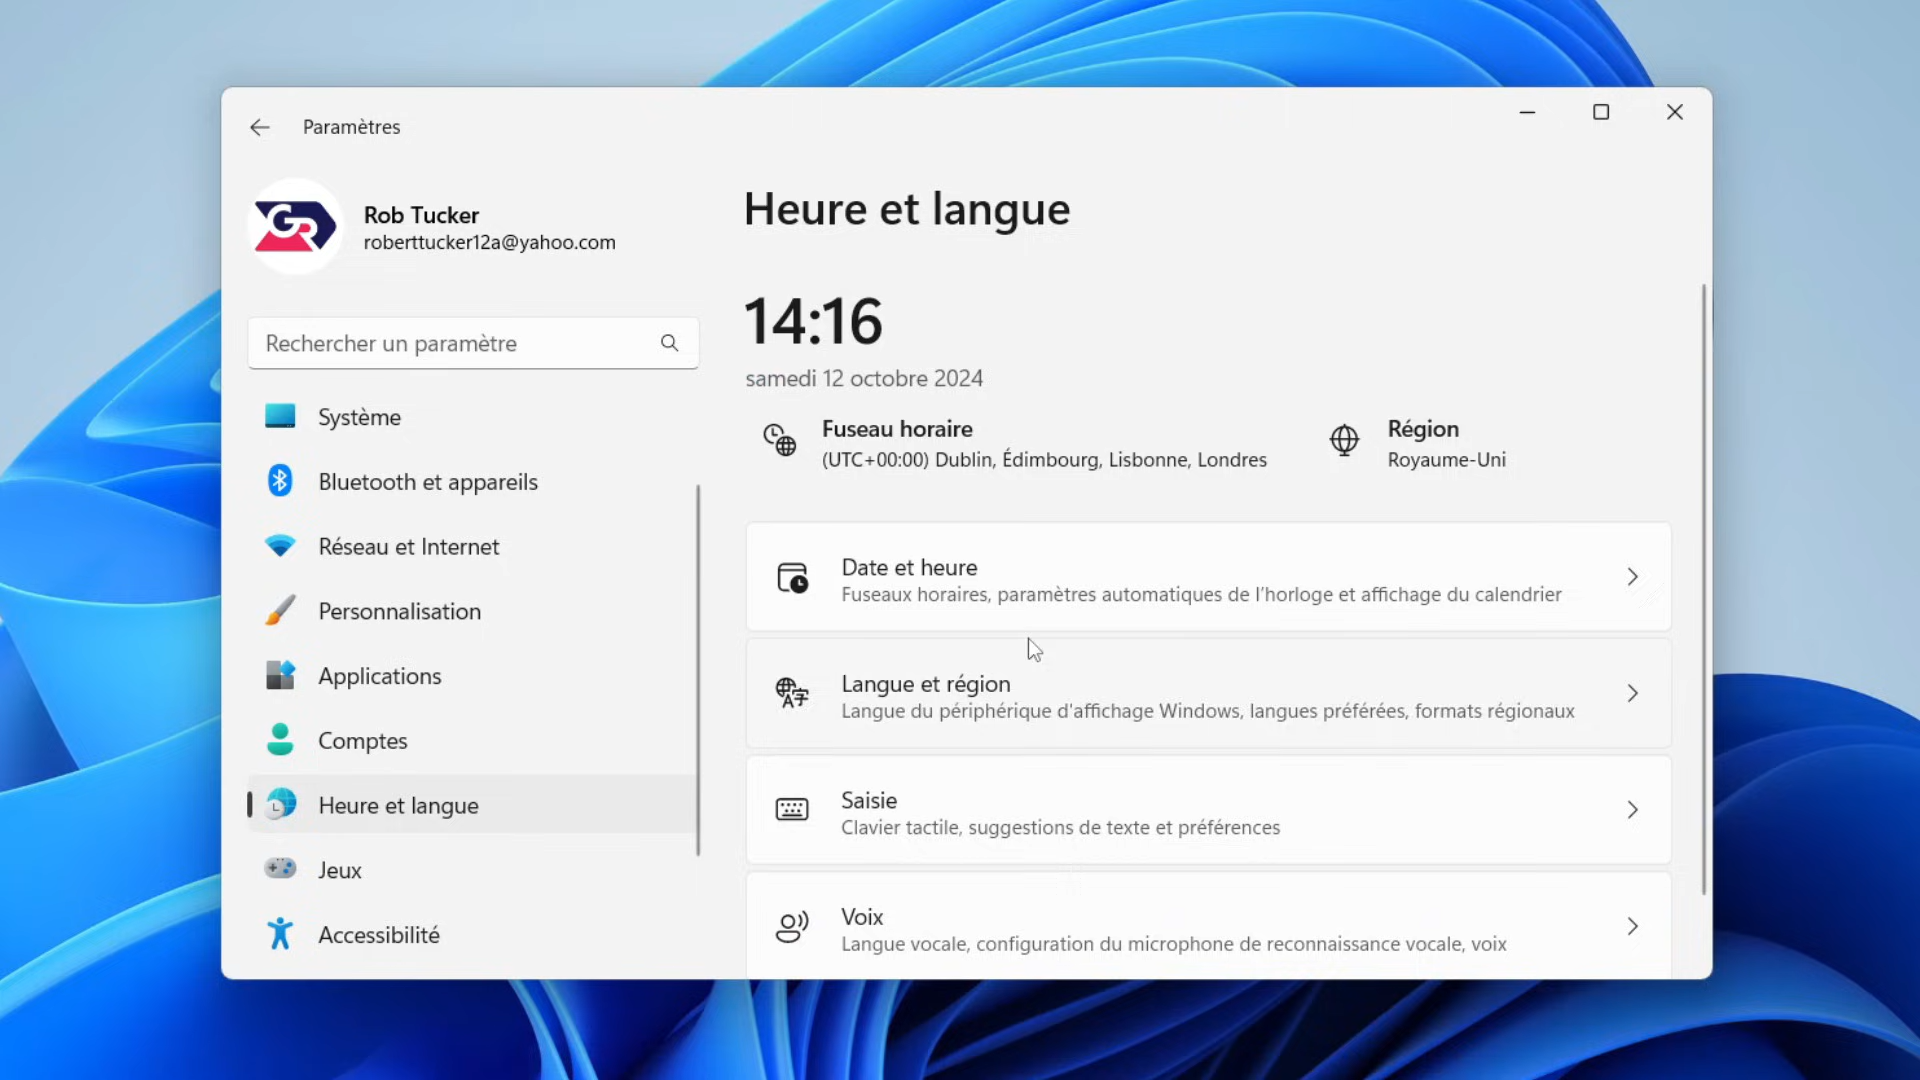 Paramètres
GR
Rob Tucker
roberttucker12a@yahoo.com
Rechercher un paramètre
Système
Bluetooth et appareils
Réseau et Internet
Personnalisation
Applications
Comptes
Heure et langue
Jeux
Accessibilité
Heure et langue
14:16
samedi 12 octobre 2024
Fuseau horaire
(UTC+00:00) Dublin, Édimbourg, Lisbonne, Londres
Région
Royaume-Uni
Date et heure
Fuseaux horaires, paramètres automatiques de l’horloge et affichage du calendrier
Langue et région
Langue du périphérique d'affichage Windows, langues préférées, formats régionaux
Saisie
Clavier tactile, suggestions de texte et préférences
Voix
Langue vocale, configuration du microphone de reconnaissance vocale, voix